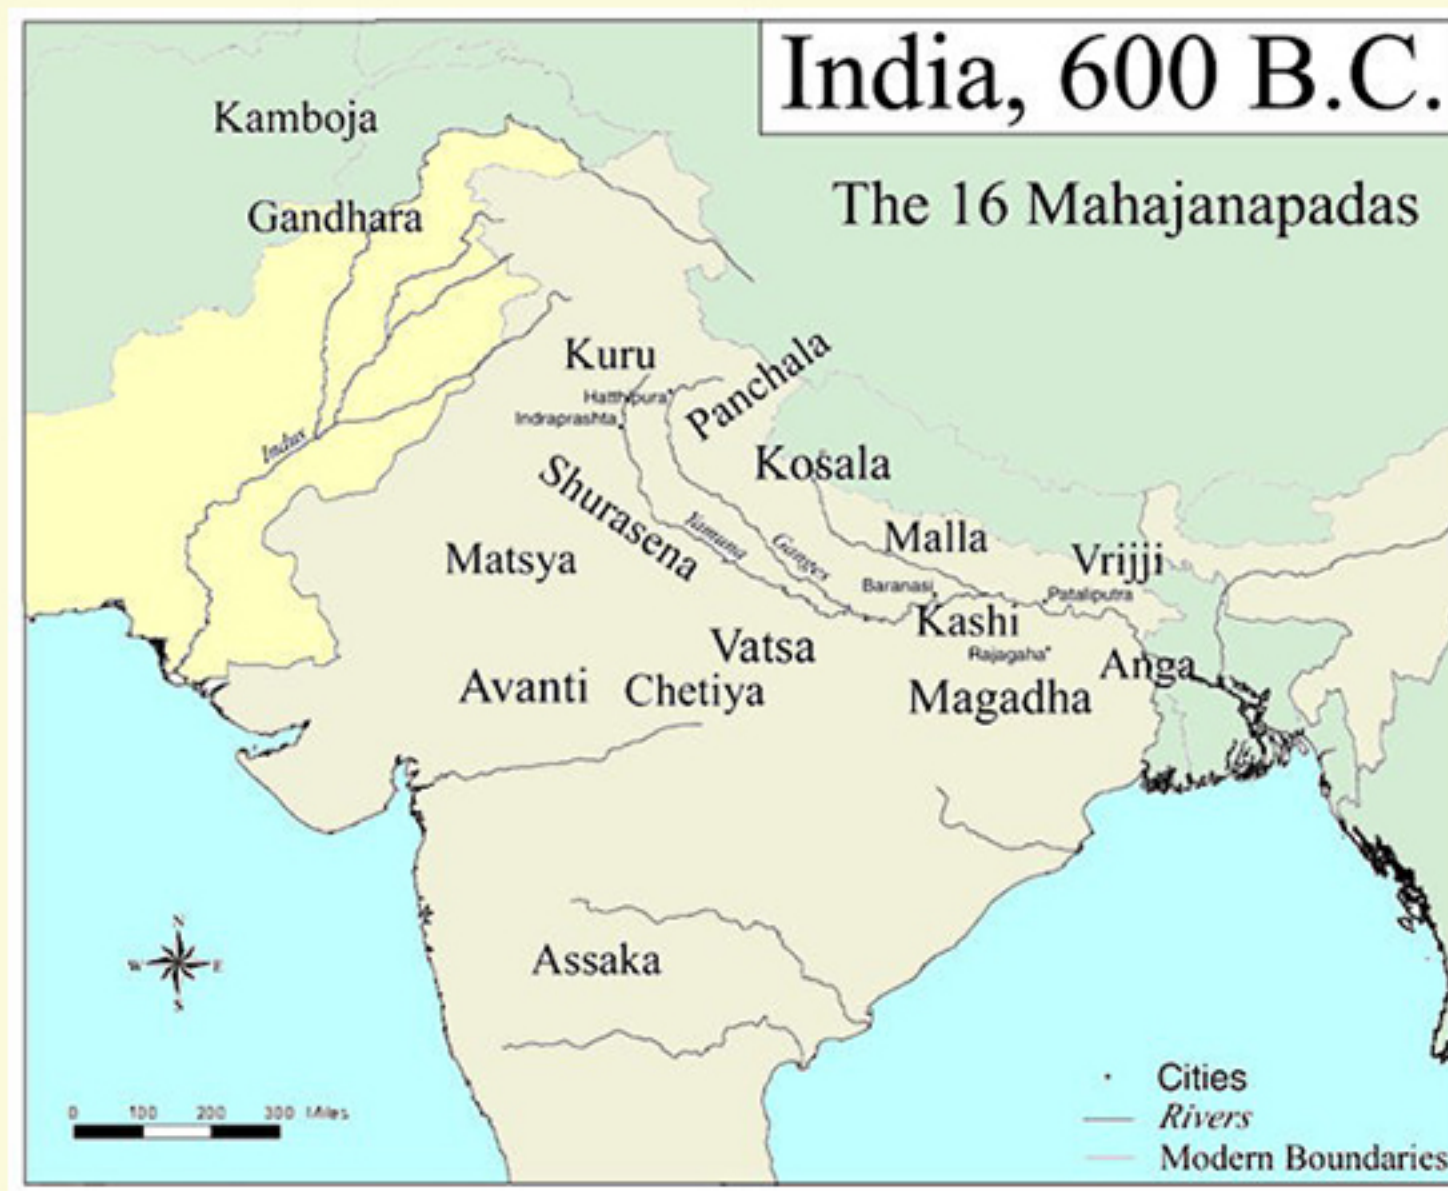 India, 600 B.C.
The 16 Mahajanapadas
Kamboja
Gandhara
Kuru
Hatthipura
Indraprashta
Panchala
Indus
Kosala
Shurasena
Yamuna
Ganges
Malla
Vrijji
Matsya
Baranasi
Pataliputra
Kashi
Rajagaha
Vatsa
Anga
Avanti
Chetiya
Magadha
Assaka
N
W E
S
0 100 200 300 Miles
Cities
Rivers
Modern Boundaries